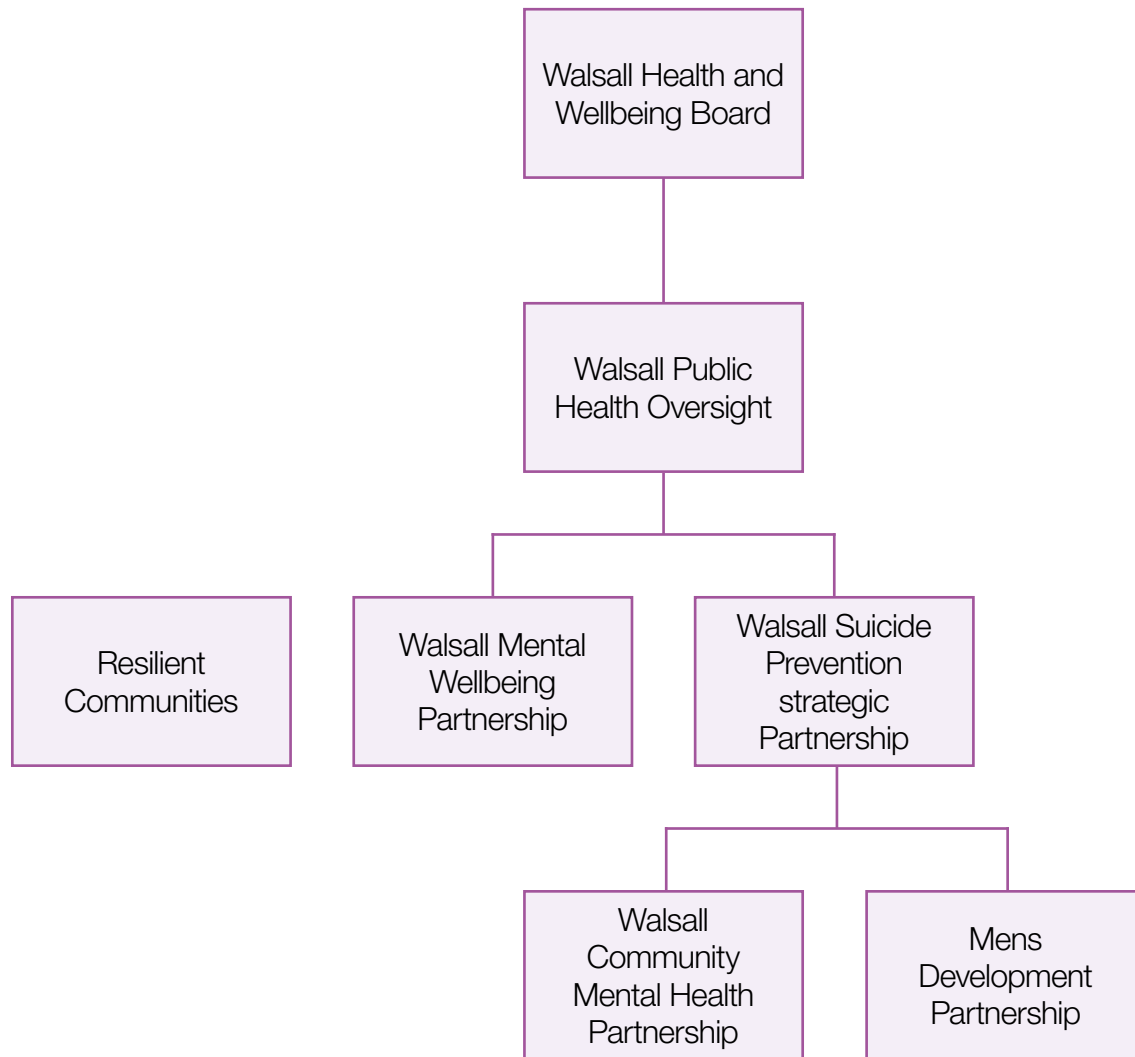 Walsall Health and
Wellbeing Board
Walsall Public
Health Oversight
Resilient
Communities
Walsall Mental
Wellbeing
Partnership
Walsall Suicide
Prevention
strategic
Partnership
Walsall
Community
Mental Health
Partnership
Mens
Development
Partnership